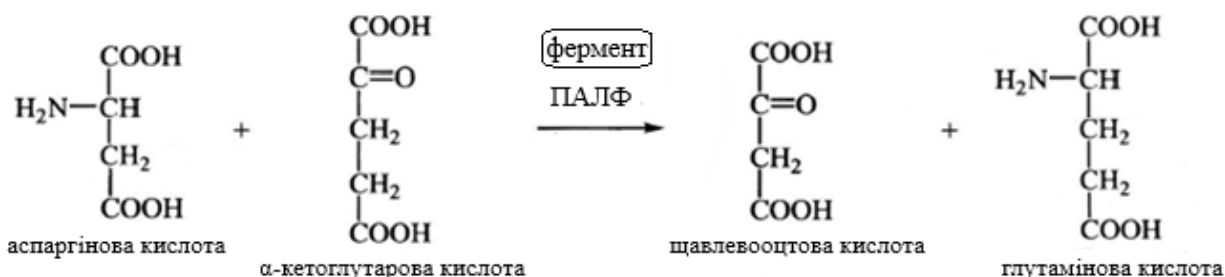 COOH
H₂N—CH
CH₂
COOH
аспаргінова кислота
+
COOH
C=O
CH₂
CH₂
COOH
α-кетоглутарова кислота
фермент
ПАЛФ
COOH
C=O
CH₂
COOH
щавлевооцтова кислота
+
COOH
H₂N—CH
CH₂
CH₂
COOH
глутамінова кислота